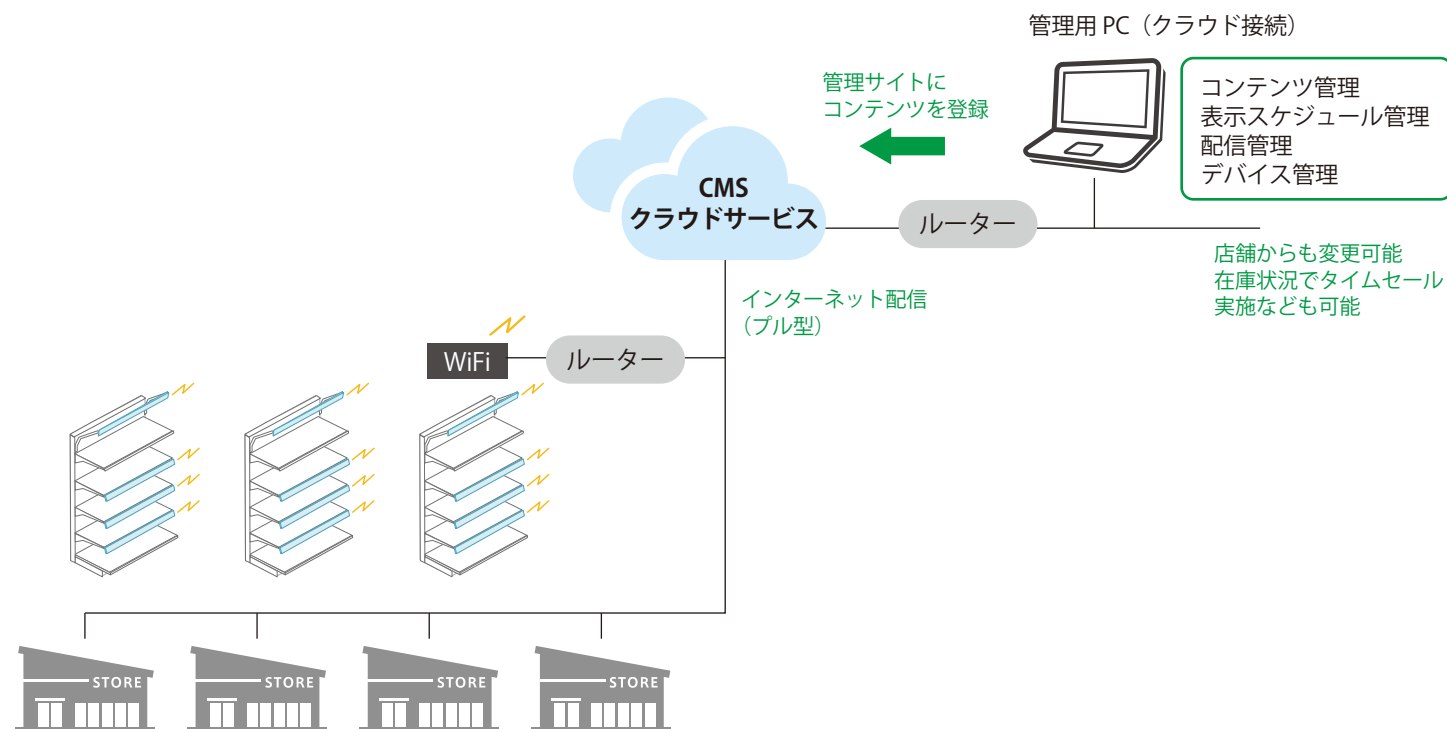 管理用 PC（クラウド接続）
管理サイトに
コンテンツを登録
コンテンツ管理
表示スケジュール管理
配信管理
デバイス管理
CMS
クラウドサービス
ルーター
店舗からも変更可能
在庫状況でタイムセール
実施なども可能
インターネット配信
（プル型）
WiFi
ルーター
STORE
STORE
STORE
STORE